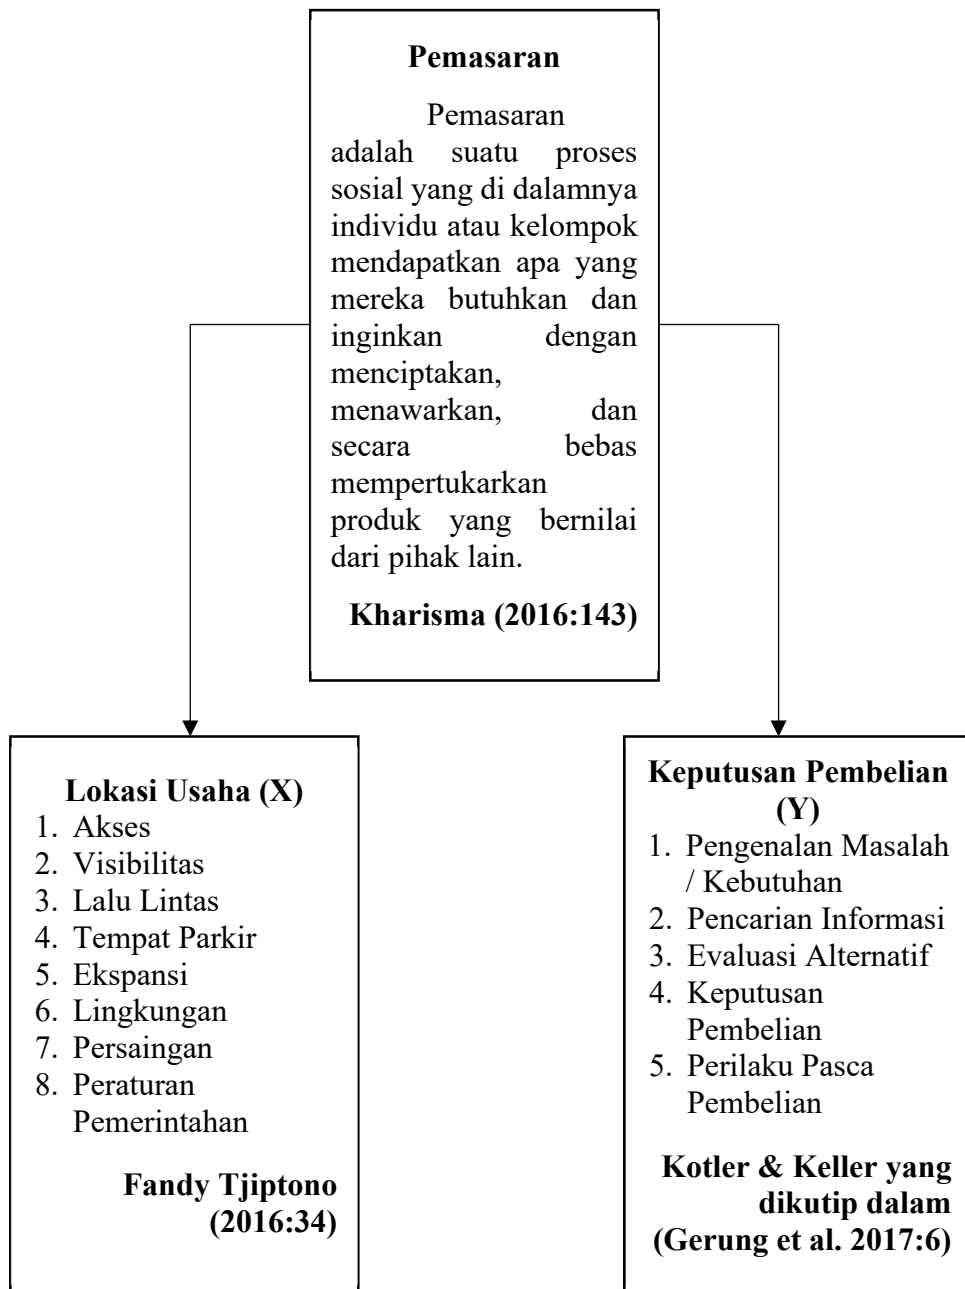 Pemasaran
Pemasaran
adalah suatu proses
sosial yang di dalamnya
individu atau kelompok
mendapatkan apa yang
mereka butuhkan dan
inginkan dengan
menciptakan,
menawarkan, dan
secara bebas
mempertukarkan
produk yang bernilai
dari pihak lain.
Kharisma (2016:143)
Lokasi Usaha (X)
1. Akses
2. Visibilitas
3. Lalu Lintas
4. Tempat Parkir
5. Ekspansi
6. Lingkungan
7. Persaingan
8. Peraturan
Pemerintahan
Fandy Tjiptono
(2016:34)
Keputusan Pembelian
(Y)
1. Pengenalan Masalah
/ Kebutuhan
2. Pencarian Informasi
3. Evaluasi Alternatif
4. Keputusan
Pembelian
5. Perilaku Pasca
Pembelian
Kotler & Keller yang
dikutip dalam
(Gerung et al. 2017:6)